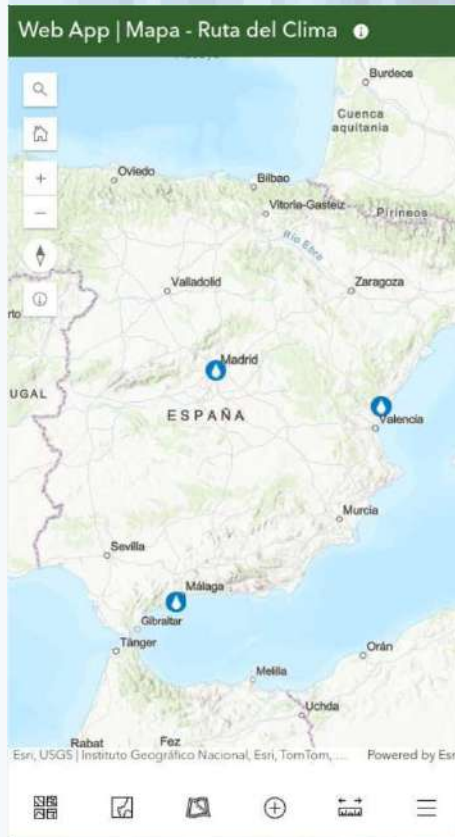 Web App | Mapa - Ruta del Clima
Burdeos
Cuenca
aquitania
Oviedo
Bilbao
Vitoria-Gasteiz
Pirineos
Río Ebro
Valladolid
Zaragoza
rto
Madrid
UGAL
ESPAÑA
Valencia
Murcia
Sevilla
Málaga
Gibraltar
Tánger
Orán
Melilla
Uchda
Rabat
Fez
Esri, USGS | Instituto Geográfico Nacional, Esri, TomTom, ... Powered by Esr